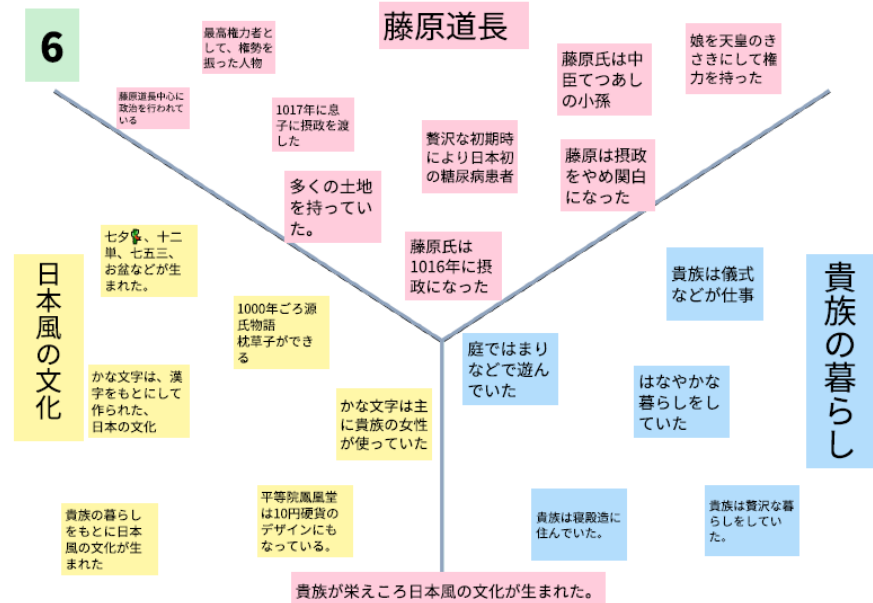 6
藤原道長
最高権力者と
して、権勢を
振った人物
藤原道長中心に
政治を行われて
いる
1017年に息
子に摂政を渡
した
多くの土地
を持ってい
た。
贅沢な初期時
により日本初
の糖尿病患者
藤原氏は
1016年に摂
政になった
藤原氏は中
臣てつあし
の小孫
娘を天皇のき
さきにして権
力を持った
藤原は摂政
をやめ関白
になった
日本風の文化
七夕🎋、十二
単、七五三、
お盆などが生
まれた。
1000年ごろ源
氏物語
枕草子ができ
る
かな文字は、漢
字をもとにして
作られた、
日本の文化
かな文字は主
に貴族の女性
が使っていた
貴族の暮らし
をもとに日本
風の文化が生
まれた
平等院鳳凰堂
は10円硬貨の
デザインにも
なっている。
貴族の暮らし
貴族は儀式
などが仕事
庭ではまり
などで遊ん
でいた
はなやかな
暮らしをし
ていた
貴族は寝殿造に
住んでいた。
貴族は贅沢な暮
らしをしてい
た。
貴族が栄えころ日本風の文化が生まれた。